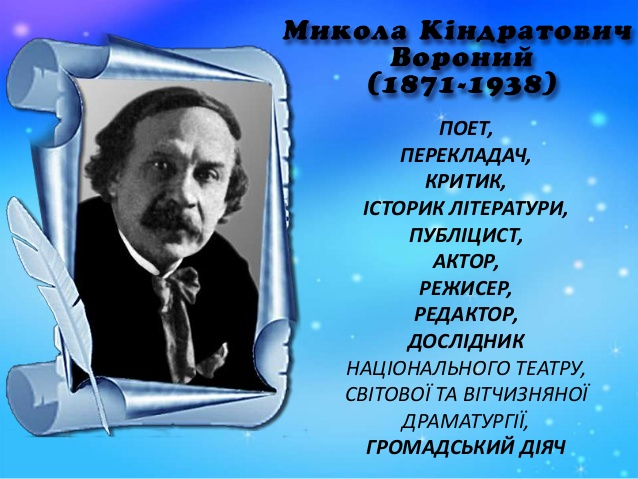 Микола Кіндратович
Вороний
(1871-1938)
ПОЕТ,
ПЕРЕКЛАДАЧ,
КРИТИК,
ІСТОРИК ЛІТЕРАТУРИ,
ПУБЛІЦИСТ,
АКТОР,
РЕЖИСЕР,
РЕДАКТОР,
ДОСЛІДНИК
НАЦІОНАЛЬНОГО ТЕАТРУ,
СВІТОВОЇ ТА ВІТЧИЗНЯНОЇ
ДРАМАТУРГІЇ,
ГРОМАДСЬКИЙ ДІЯЧ